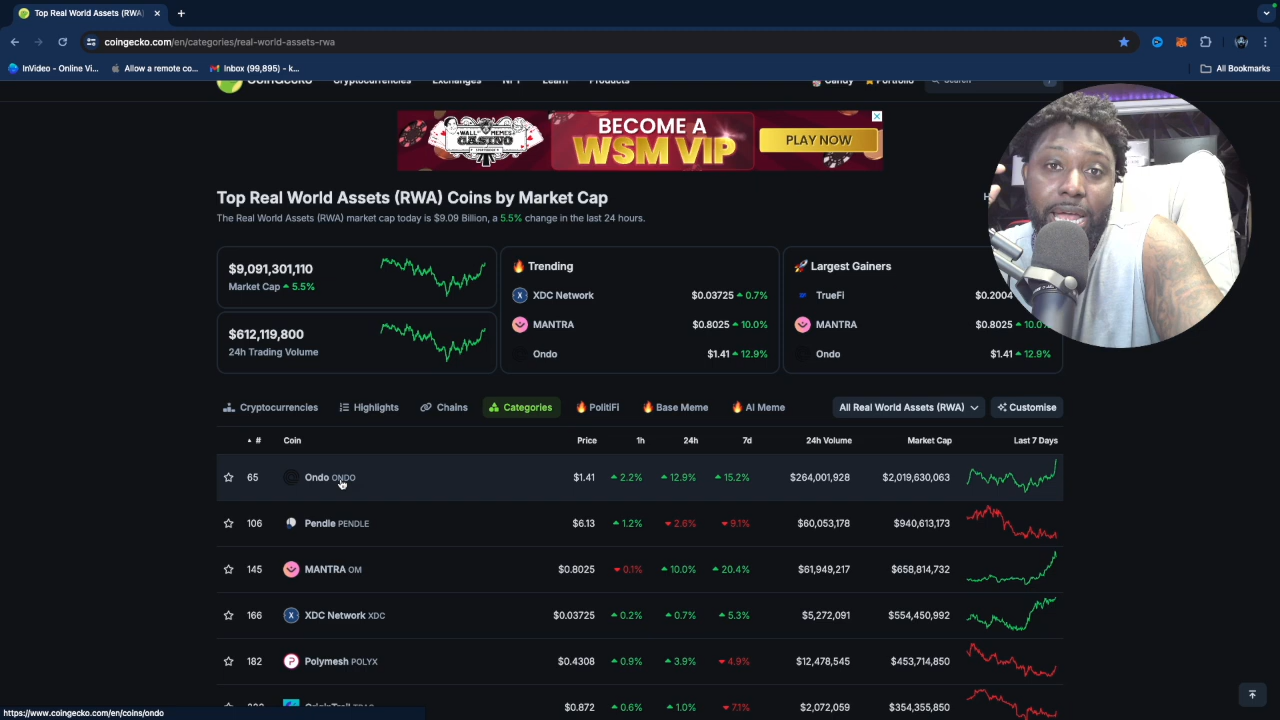 Top Real World Assets (RWA)
coingecko.com/en/categories/real-world-assets-rwa
InVideo - Online Vi... Allow a remote co... Inbox (99,895) - k... All Bookmarks
CoinGecko Cryptocurrencies Exchanges NFT Learn Products Candy Portfolio Search
WALL MEMES CASINO BECOME A WSM VIP PLAY NOW
Top Real World Assets (RWA) Coins by Market Cap
The Real World Assets (RWA) market cap today is $9.09 Billion, a 5.5% change in the last 24 hours.
$9,091,301,110
Market Cap 5.5%
$612,119,800
24h Trading Volume
Trending
XDC Network $0.03725 0.7%
MANTRA $0.8025 10.0%
Ondo $1.41 12.9%
Largest Gainers
TrueFi $0.2004
MANTRA $0.8025 10.0%
Ondo $1.41 12.9%
Cryptocurrencies Highlights Chains Categories PolitiFi Base Meme AI Meme All Real World Assets (RWA) Customise
# Coin Price 1h 24h 7d 24h Volume Market Cap Last 7 Days
65 Ondo ONDO $1.41 2.2% 12.9% 15.2% $264,001,928 $2,019,630,063
106 Pendle PENDLE $6.13 1.2% 2.6% 9.1% $60,053,178 $940,613,173
145 MANTRA OM $0.8025 0.1% 10.0% 20.4% $61,949,217 $658,814,732
166 XDC Network XDC $0.03725 0.2% 0.7% 5.3% $5,272,091 $554,450,992
182 Polymesh POLYX $0.4308 0.9% 3.9% 4.9% $12,478,545 $453,714,850
$0.872 0.6% 1.0% 7.1% $2,072,059 $354,355,850
https://www.coingecko.com/en/coins/ondo